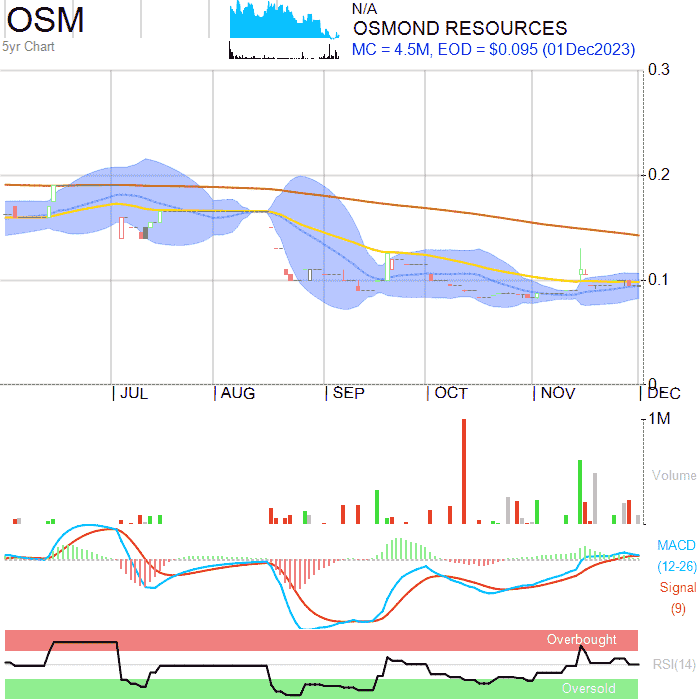 OSM
5yr Chart
N/A
OSMOND RESOURCES
MC = 4.5M, EOD = $0.095 (01Dec2023)
0.3
0.2
0.1
0
JUL AUG SEP OCT NOV DEC
1M
Volume
MACD
(12-26)
Signal
(9)
Overbought
RSI(14)
Oversold